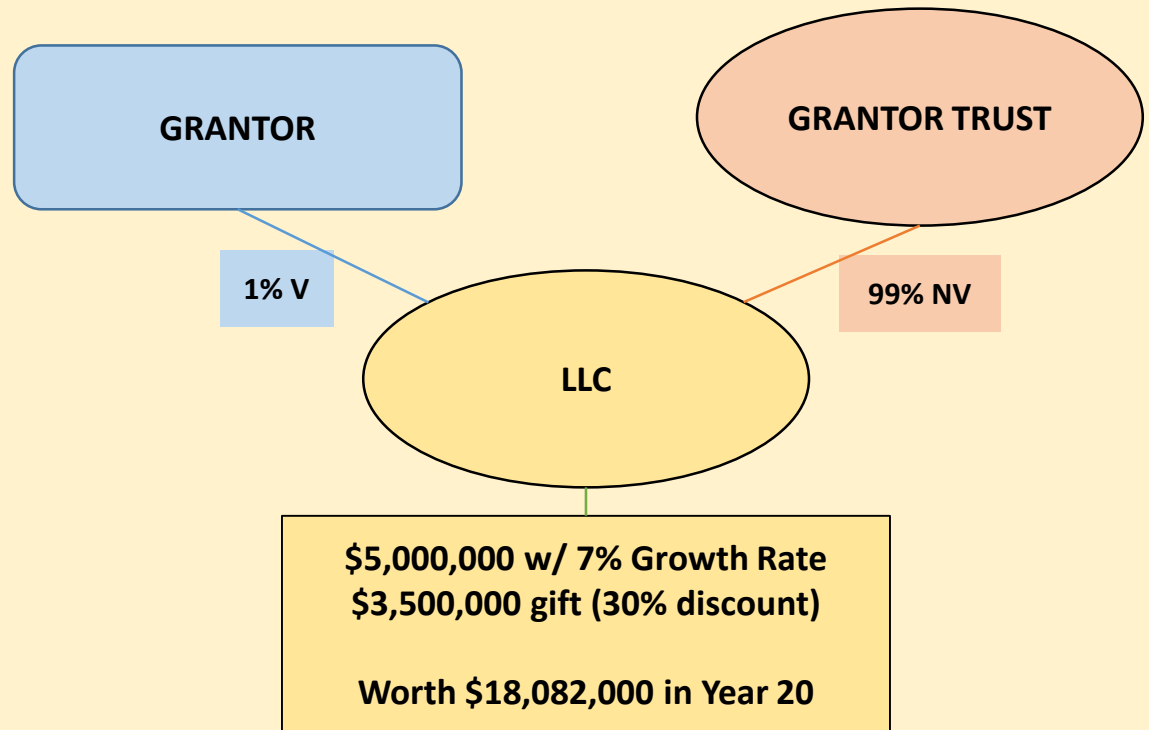 GRANTOR
GRANTOR TRUST
1% V
99% NV
LLC
$5,000,000 w/ 7% Growth Rate
$3,500,000 gift (30% discount)
Worth $18,082,000 in Year 20